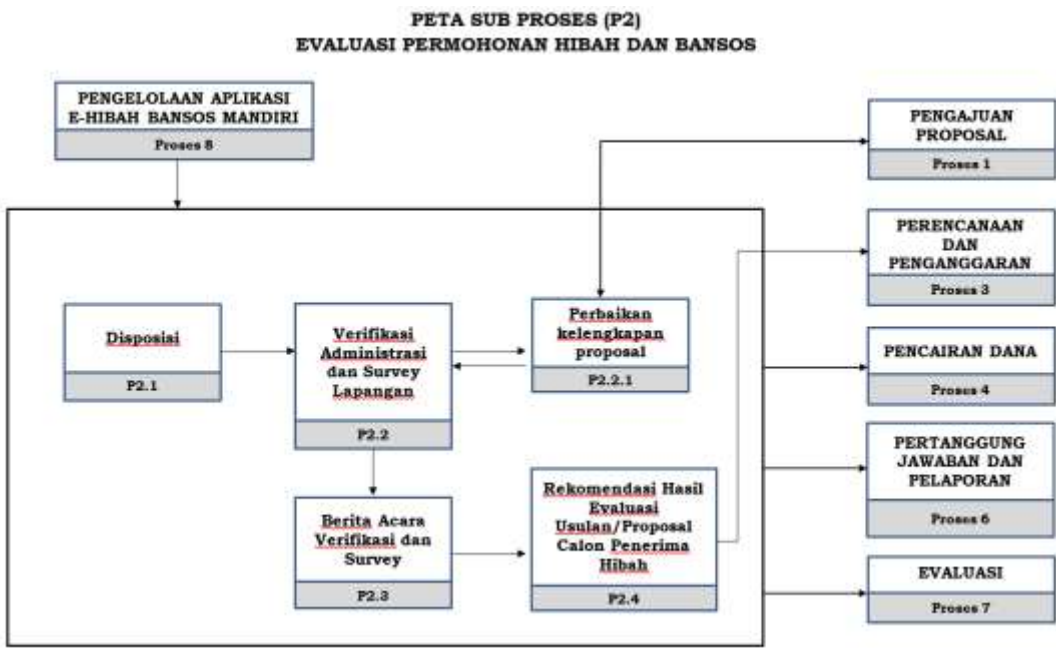 PETA SUB PROSES (P2)
EVALUASI PERMOHONAN HIBAH DAN BANSOS
PENGELOLAAN APLIKASI
E-HIBAH BANSOS MANDIRI
Proses 8
PENGAJUAN
PROPOSAL
Proses 1
PERENCANAAN
DAN
PENGANGGARAN
Proses 3
Disposisi
P2.1
Verifikasi
Administrasi
dan Survey
Lapangan
P2.2
Perbaikan
kelengkapan
proposal
P2.2.1
PENCAIRAN DANA
Proses 4
PERTANGGUNG
JAWABAN DAN
PELAPORAN
Proses 6
Berita Acara
Verifikasi dan
Survey
P2.3
Rekomendasi Hasil
Evaluasi
Usulan/Proposal
Calon Penerima
Hibah
P2.4
EVALUASI
Proses 7